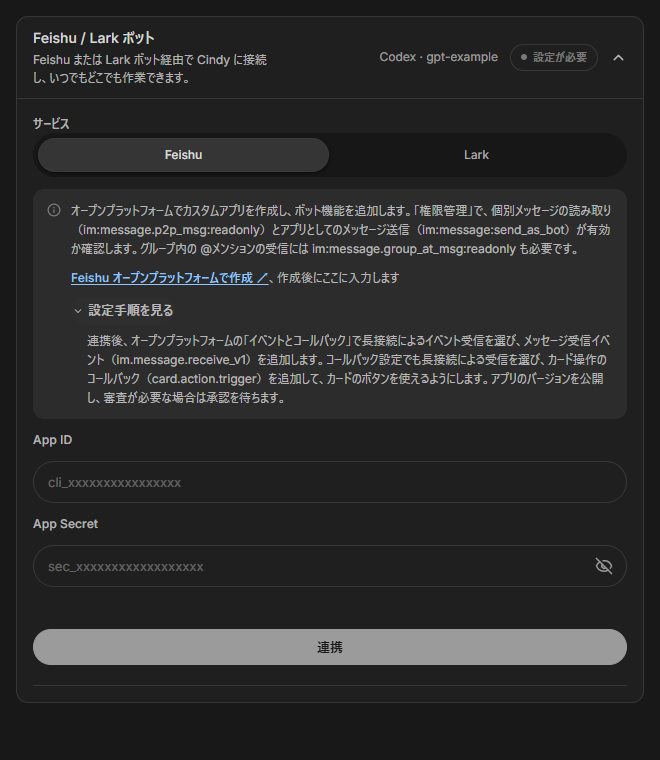 Feishu / Lark ボット
Feishu または Lark ボット経由で Cindy に接続
し、いつでもどこでも作業できます。
Codex · gpt-example
設定が必要
サービス
Feishu
Lark
オープンプラットフォームでカスタムアプリを作成し、ボット機能を追加します。「権限管理」で、個別メッセージの読み取り
（im:message.p2p_msg:readonly）とアプリとしてのメッセージ送信（im:message:send_as_bot）が有効
か確認します。グループ内の @メンションの受信には im:message.group_at_msg:readonly も必要です。
Feishu オープンプラットフォームで作成 ↗、作成後にここに入力します
設定手順を見る
連携後、オープンプラットフォームの「イベントとコールバック」で長接続によるイベント受信を選び、メッセージ受信イベ
ント（im.message.receive_v1）を追加します。コールバック設定でも長接続による受信を選び、カード操作の
コールバック（card.action.trigger）を追加して、カードのボタンを使えるようにします。アプリのバージョンを公開
し、審査が必要な場合は承認を待ちます。
App ID
cli_xxxxxxxxxxxxxxxx
App Secret
sec_xxxxxxxxxxxxxxxxxx
連携